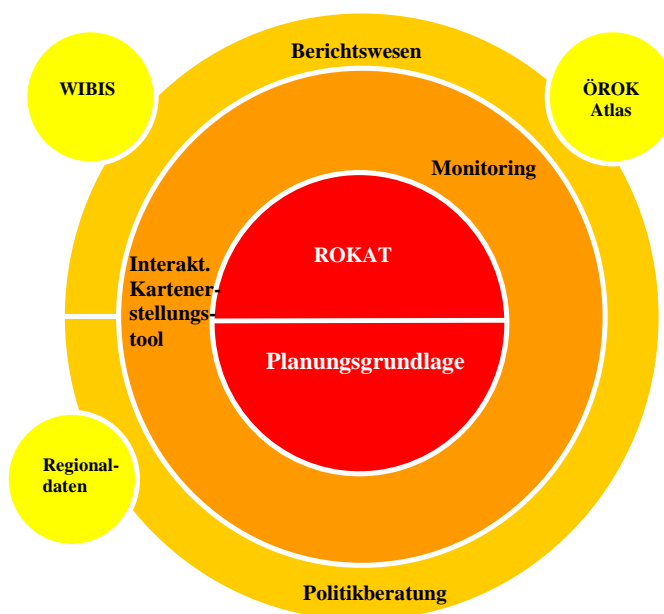 Berichtswesen
WIBIS
ÖROK
Atlas
Monitoring
ROKAT
Interakt.
Kartener-
stellungs-
tool
Planungsgrundlage
Regional-
daten
Politikberatung